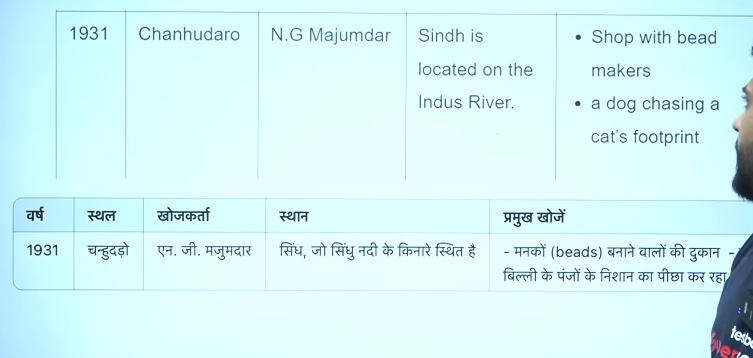 1931 Chanhudaro N.G Majumdar Sindh is • Shop with bead
located on the makers
Indus River. • a dog chasing a
cat's footprint
वर्ष स्थल खोजकर्ता स्थान प्रमुख खोजें
1931 चन्हुदड़ो एन. जी. मजुमदार सिंध, जो सिंधु नदी के किनारे स्थित है - मनकों (beads) बनाने वालों की दुकान -
बिल्ली के पंजों के निशान का पीछा कर रहा